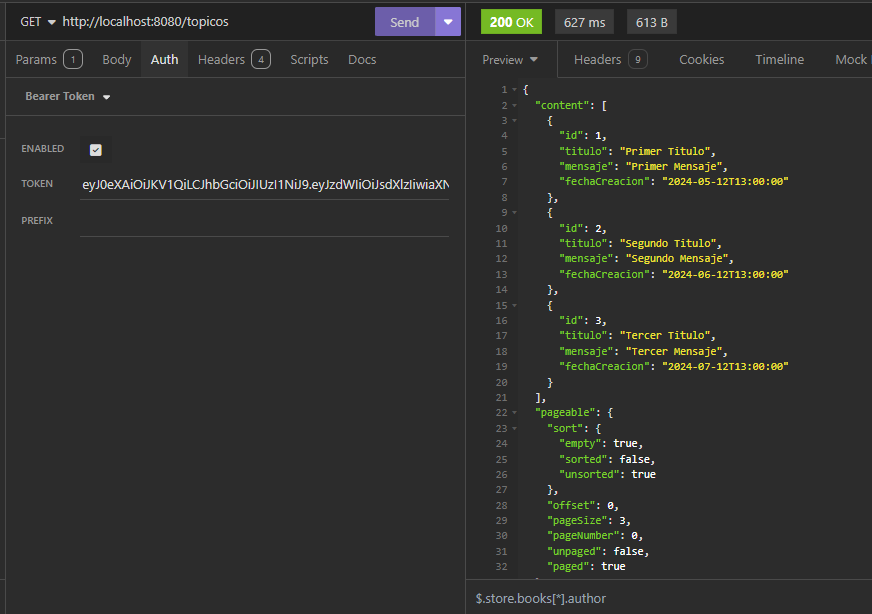 GET http://localhost:8080/topicos Send
Params 1 Body Auth Headers 4 Scripts Docs
Bearer Token
ENABLED
TOKEN eyJ0eXAiOiJKV1QiLCJhbGciOiJIUzI1NiJ9.eyJzdWIiOiJsdXlzIiwiaXN
PREFIX
200 OK 627 ms 613 B
Preview Headers 9 Cookies Timeline Mock
1 {
2 "content": [
3 {
4 "id": 1,
5 "titulo": "Primer Titulo",
6 "mensaje": "Primer Mensaje",
7 "fechaCreacion": "2024-05-12T13:00:00"
8 },
9 {
10 "id": 2,
11 "titulo": "Segundo Titulo",
12 "mensaje": "Segundo Mensaje",
13 "fechaCreacion": "2024-06-12T13:00:00"
14 },
15 {
16 "id": 3,
17 "titulo": "Tercer Titulo",
18 "mensaje": "Tercer Mensaje",
19 "fechaCreacion": "2024-07-12T13:00:00"
20 }
21 ],
22 "pageable": {
23 "sort": {
24 "empty": true,
25 "sorted": false,
26 "unsorted": true
27 },
28 "offset": 0,
29 "pageSize": 3,
30 "pageNumber": 0,
31 "unpaged": false,
32 "paged": true
$.store.books[*].author